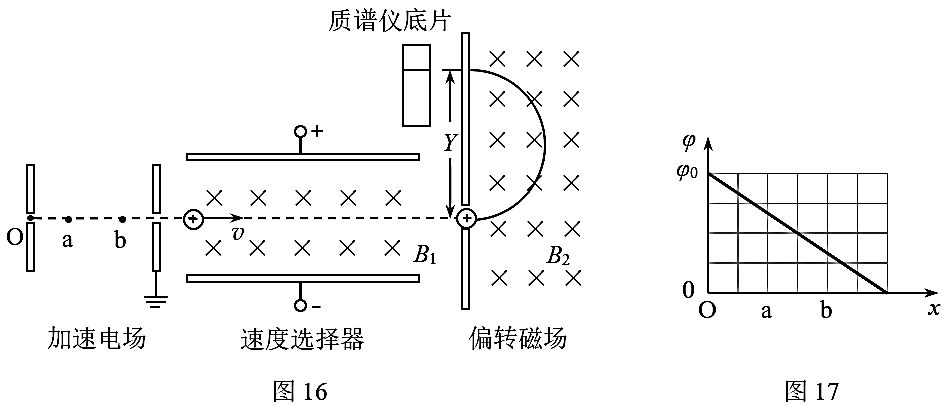 质谱仪底片
Y
+
O
a
b
+
v
B₁
+
B₂
-
加速电场
速度选择器
偏转磁场
图 16
φ
φ₀
0
O
a
b
x
图 17